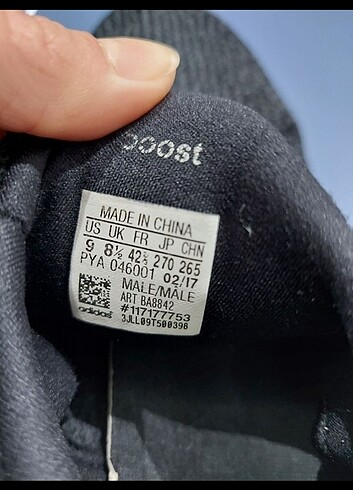 boost
MADE IN CHINA
US UK FR JP CHN
9 8½ 42⅔ 270 265
PYA 046001 02/17
MALE/MÂLE
ART BA8842
#117177753
adidas 3JLL09T500398